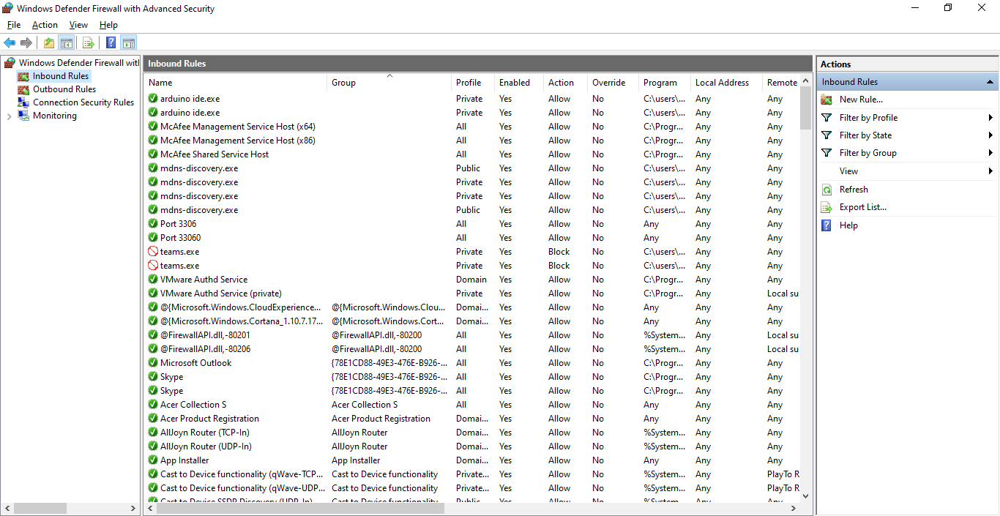 Windows Defender Firewall with Advanced Security
File Action View Help
Windows Defender Firewall wit
Inbound Rules
Outbound Rules
Connection Security Rules
Monitoring
Inbound Rules
Name Group Profile Enabled Action Override Program Local Address Remote
arduino ide.exe Private Yes Allow No C:\users\... Any Any
arduino ide.exe Private Yes Allow No C:\users\... Any Any
McAfee Management Service Host (x64) All Yes Allow No C:\Progr... Any Any
McAfee Management Service Host (x86) All Yes Allow No C:\Progr... Any Any
McAfee Shared Service Host All Yes Allow No C:\Progr... Any Any
mdns-discovery.exe Public Yes Allow No C:\users\... Any Any
mdns-discovery.exe Private Yes Allow No C:\users\... Any Any
mdns-discovery.exe Private Yes Allow No C:\users\... Any Any
mdns-discovery.exe Public Yes Allow No C:\users\... Any Any
Port 3306 All Yes Allow No Any Any Any
Port 33060 All Yes Allow No Any Any Any
teams.exe Private Yes Block No C:\users\... Any Any
teams.exe Private Yes Block No C:\users\... Any Any
VMware Authd Service Domain Yes Allow No C:\Progr... Any Any
VMware Authd Service (private) Private Yes Allow No C:\Progr... Any Local su
@{Microsoft.Windows.CloudExperience... @{Microsoft.Windows.Clou... Domai... Yes Allow No Any Any Any
@{Microsoft.Windows.Cortana_1.10.7.17... @{Microsoft.Windows.Cort... Domai... Yes Allow No Any Any Any
@FirewallAPI.dll,-80201 @FirewallAPI.dll,-80200 All Yes Allow No %System... Any Local su
@FirewallAPI.dll,-80206 @FirewallAPI.dll,-80200 All Yes Allow No %System... Any Local su
Microsoft Outlook {78E1CD88-49E3-476E-B926-... All Yes Allow No C:\Progr... Any Any
Skype {78E1CD88-49E3-476E-B926-... All Yes Allow No C:\Progr... Any Any
Skype {78E1CD88-49E3-476E-B926-... All Yes Allow No C:\Progr... Any Any
Acer Collection S Acer Collection S All Yes Allow No Any Any Any
Acer Product Registration Acer Product Registration Domai... Yes Allow No Any Any Any
AllJoyn Router (TCP-In) AllJoyn Router Domai... Yes Allow No %System... Any Any
AllJoyn Router (UDP-In) AllJoyn Router Domai... Yes Allow No %System... Any Any
App Installer App Installer Domai... Yes Allow No Any Any Any
Cast to Device functionality (qWave-TCP... Cast to Device functionality Private... Yes Allow No %System... Any PlayTo R
Cast to Device functionality (qWave-UDP... Cast to Device functionality Private... Yes Allow No %System... Any PlayTo R
Cast to Device SSDP Discovery (UDP-In) Cast to Device functionality Public Yes Allow No %System... Any
Actions
Inbound Rules
New Rule...
Filter by Profile
Filter by State
Filter by Group
View
Refresh
Export List...
Help